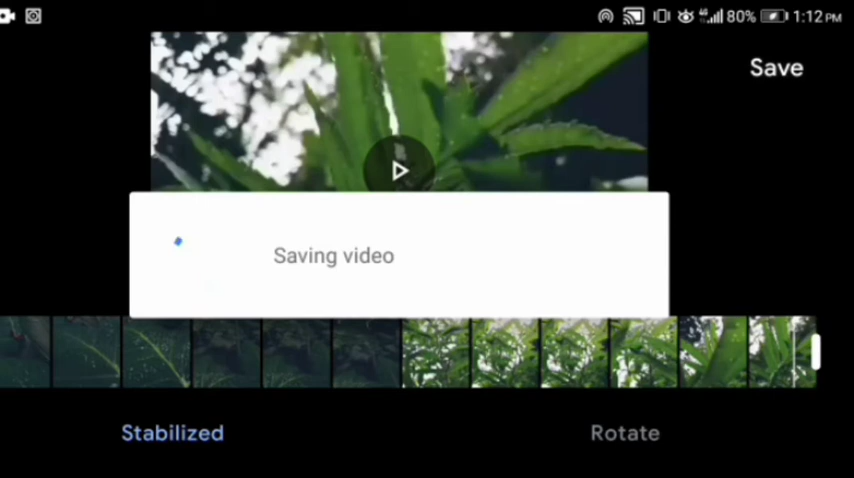 80% 1:12 PM
Save
Saving video
Stabilized
Rotate